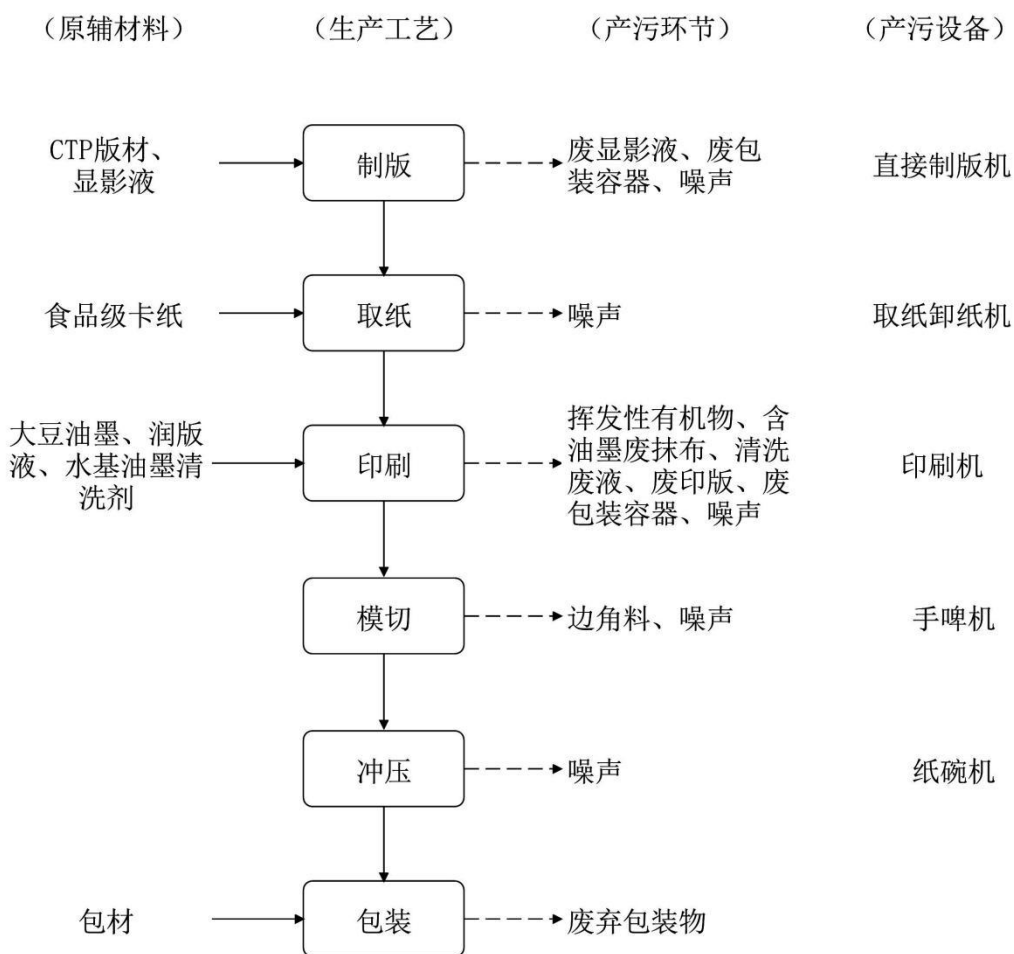 （原辅材料） （生产工艺） （产污环节） （产污设备）
CTP版材、
显影液
制版
废显影液、废包
装容器、噪声
直接制版机
食品级卡纸
取纸
噪声
取纸卸纸机
大豆油墨、润版
液、水基油墨清
洗剂
印刷
挥发性有机物、含
油墨废抹布、清洗
废液、废印版、废
包装容器、噪声
印刷机
模切
边角料、噪声
手啤机
冲压
噪声
纸碗机
包材
包装
废弃包装物